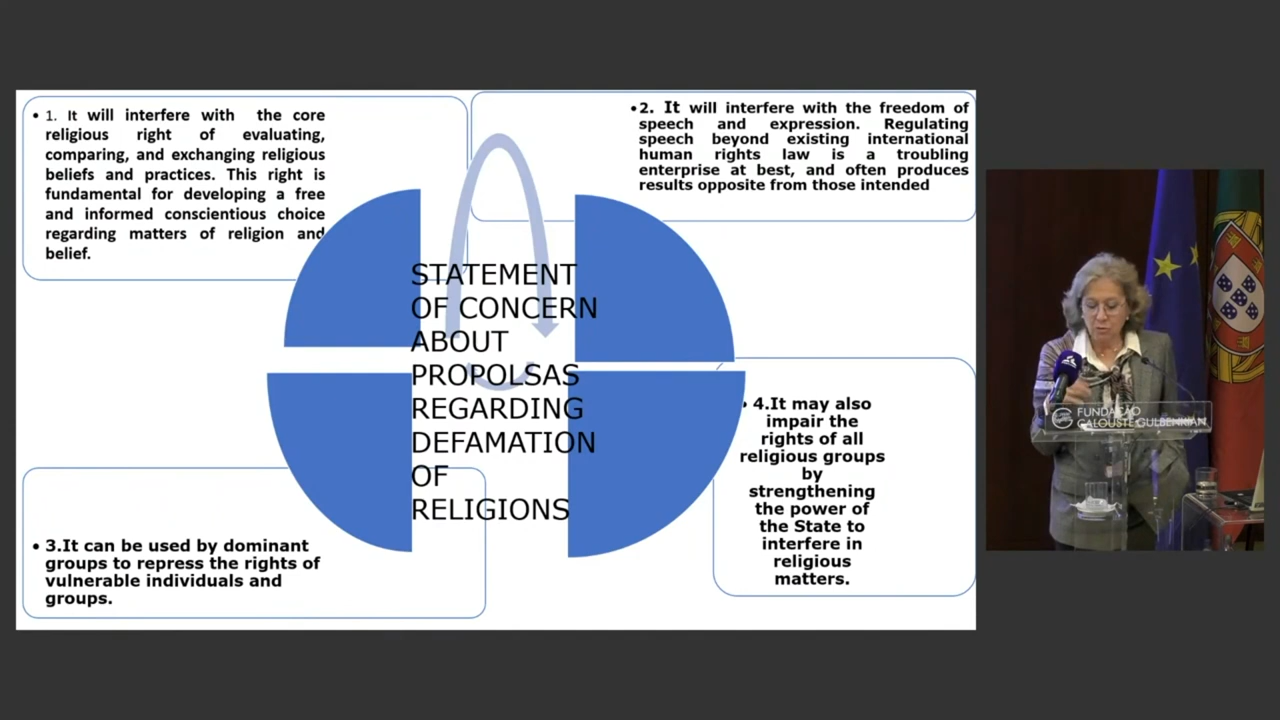 • 1. It will interfere with the core
religious right of evaluating,
comparing, and exchanging religious
beliefs and practices. This right is
fundamental for developing a free
and informed conscientious choice
regarding matters of religion and
belief.
•2. It will interfere with the freedom of
speech and expression. Regulating
speech beyond existing international
human rights law is a troubling
enterprise at best, and often produces
results opposite from those intended
STATEMENT
OF CONCERN
ABOUT
PROPOLSAS
REGARDING
DEFAMATION
OF
RELIGIONS
• 3.It can be used by dominant
groups to repress the rights of
vulnerable individuals and
groups.
• 4.It may also
impair the
rights of all
religious groups
by
strengthening
the power of
the State to
interfere in
religious
matters.
FUNDAÇÃO
CALOUSTE GULBENKIAN